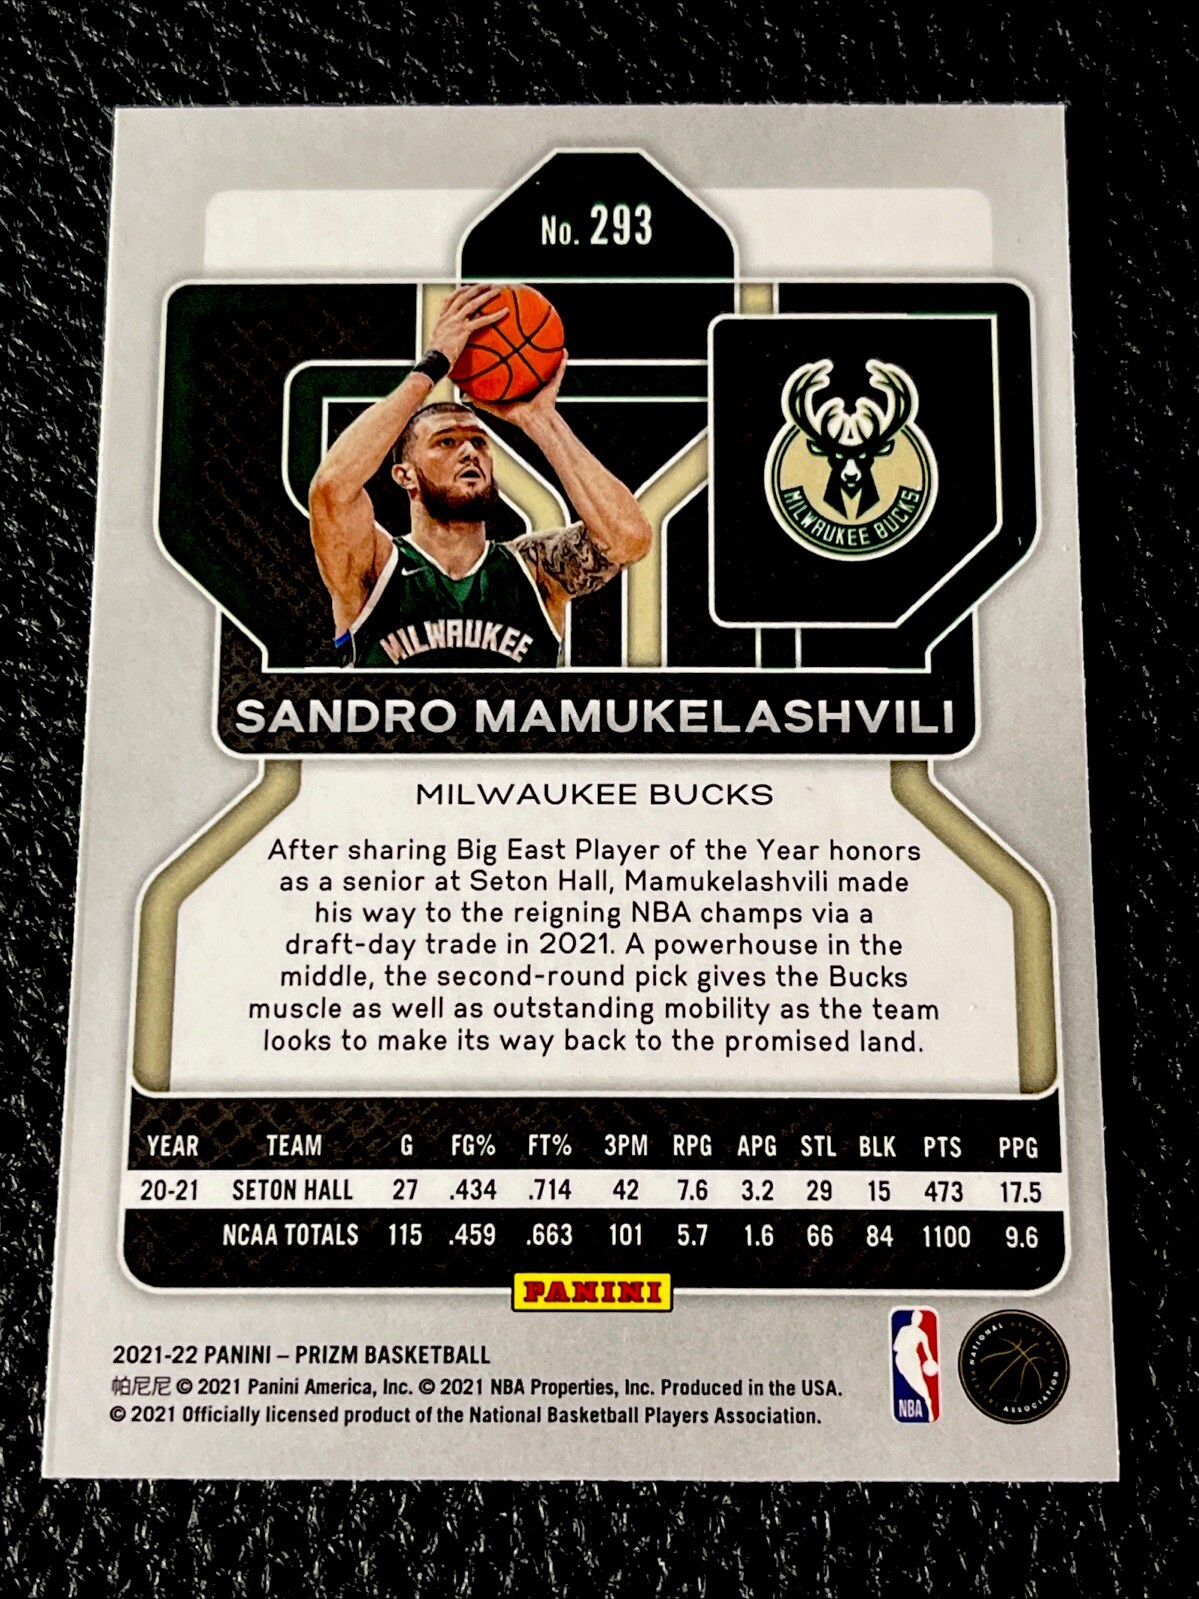 No. 293
MILWAUKEE BUCKS
MILWAUKEE
SANDRO MAMUKELASHVILI
MILWAUKEE BUCKS
After sharing Big East Player of the Year honors
as a senior at Seton Hall, Mamukelashvili made
his way to the reigning NBA champs via a
draft-day trade in 2021. A powerhouse in the
middle, the second-round pick gives the Bucks
muscle as well as outstanding mobility as the team
looks to make its way back to the promised land.
YEAR TEAM G FG% FT% 3PM RPG APG STL BLK PTS PPG
20-21 SETON HALL 27 .434 .714 42 7.6 3.2 29 15 473 17.5
NCAA TOTALS 115 .459 .663 101 5.7 1.6 66 84 1100 9.6
PANINI
2021-22 PANINI – PRIZM BASKETBALL
帕尼尼 © 2021 Panini America, Inc. © 2021 NBA Properties, Inc. Produced in the USA.
© 2021 Officially licensed product of the National Basketball Players Association.
NBA
NATIONAL BASKETBALL PLAYERS ASSOCIATION